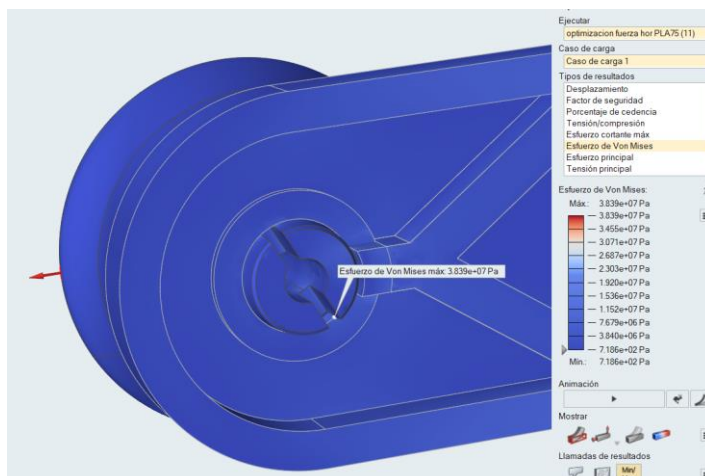 Ejecutar
optimizacion fuerza hor PLA75 (11)
Caso de carga
Caso de carga 1
Tipos de resultados
Desplazamiento
Factor de seguridad
Porcentaje de cedencia
Tensión/compresión
Esfuerzo cortante máx
Esfuerzo de Von Mises
Esfuerzo principal
Tensión principal
Esfuerzo de Von Mises:
Máx.: 3.839e+07 Pa
3.839e+07 Pa
3.455e+07 Pa
3.071e+07 Pa
2.687e+07 Pa
2.303e+07 Pa
1.920e+07 Pa
1.536e+07 Pa
1.152e+07 Pa
7.679e+06 Pa
3.840e+06 Pa
7.186e+02 Pa
Mín.: 7.186e+02 Pa
Esfuerzo de Von Mises máx: 3.839e+07 Pa
Animación
Mostrar
Llamadas de resultados
Min/